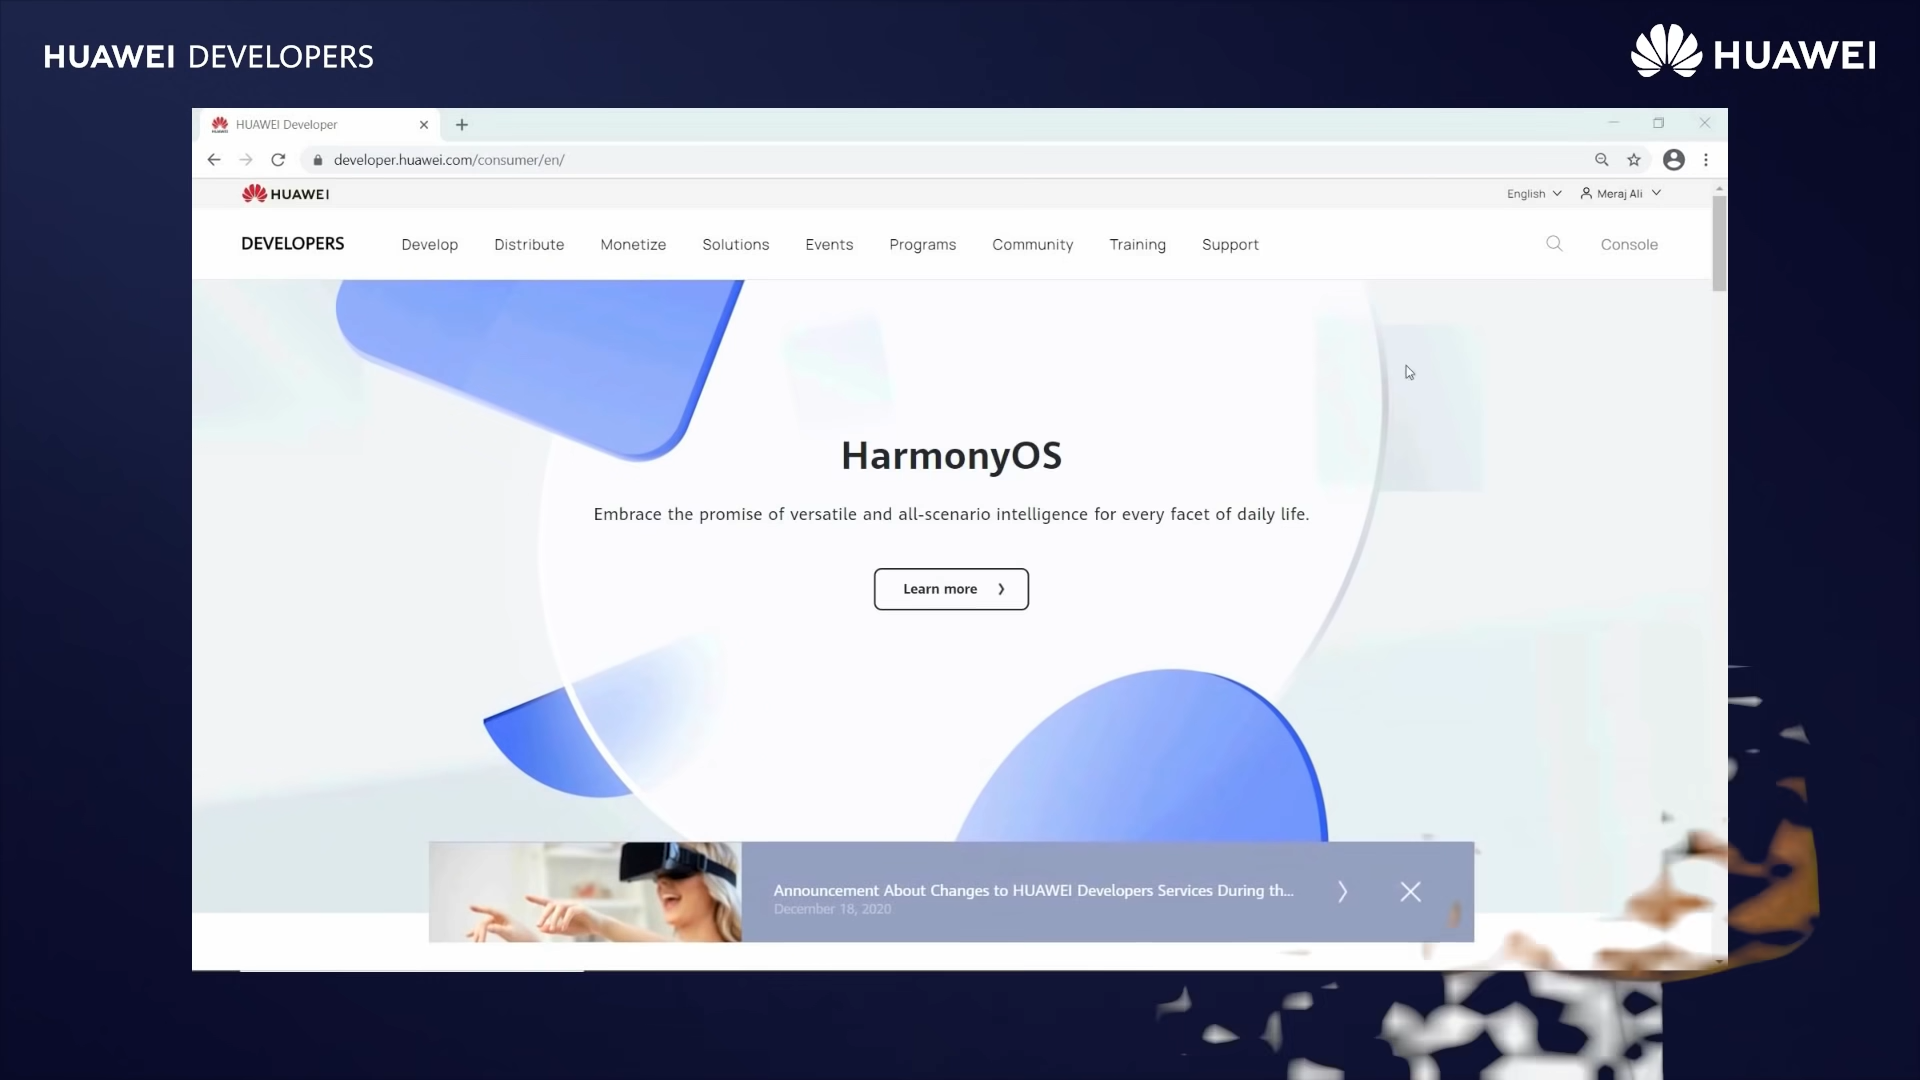 HUAWEI DEVELOPERS
HUAWEI
HUAWEI Developer
developer.huawei.com/consumer/en/
HUAWEI
English
Meraj Ali
DEVELOPERS
Develop
Distribute
Monetize
Solutions
Events
Programs
Community
Training
Support
Console
HarmonyOS
Embrace the promise of versatile and all-scenario intelligence for every facet of daily life.
Learn more
Announcement About Changes to HUAWEI Developers Services During th...
December 18, 2020